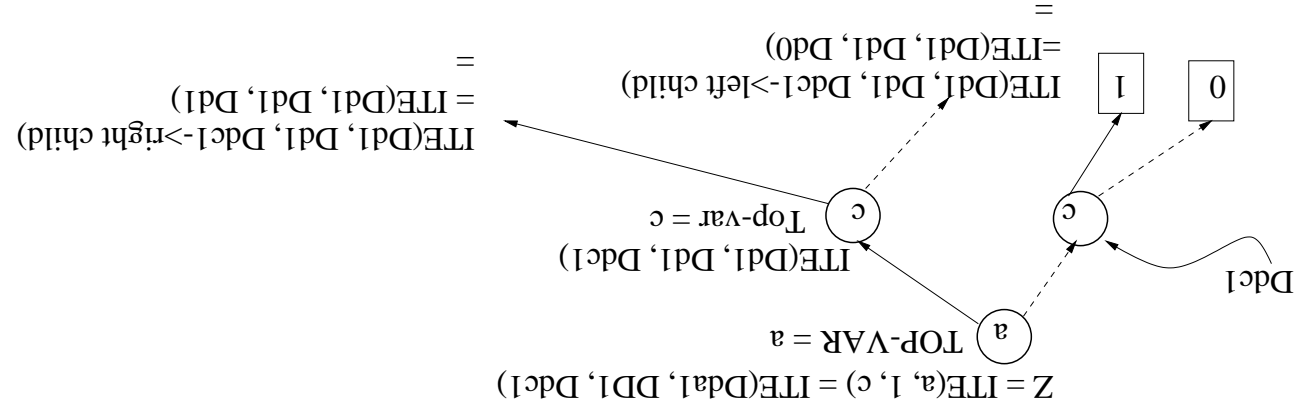 Z = ITE(a, 1, c) = ITE(Dda1, DD1, Ddc1)
a
TOP-VAR = a
Ddc1
ITE(Dd1, Dd1, Ddc1)
c
c
Top-var = c
0
1
ITE(Dd1, Dd1, Ddc1->left child)
=ITE(Dd1, Dd1, Dd0)
=
ITE(Dd1, Dd1, Ddc1->right child)
= ITE(Dd1, Dd1, Dd1)
=